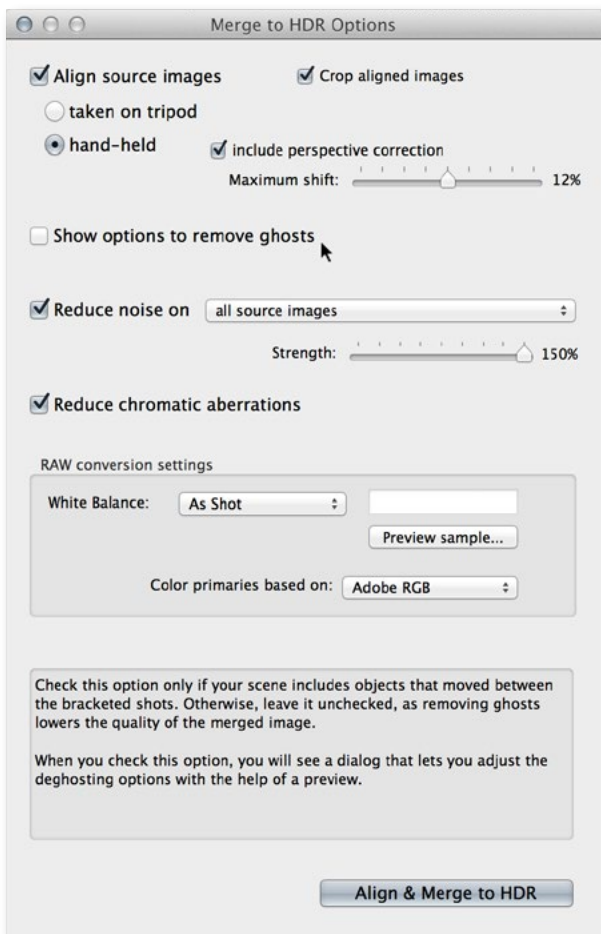 Merge to HDR Options
Align source images
Crop aligned images
taken on tripod
hand-held
include perspective correction
Maximum shift:
12%
Show options to remove ghosts
Reduce noise on
all source images
Strength:
150%
Reduce chromatic aberrations
RAW conversion settings
White Balance:
As Shot
Preview sample...
Color primaries based on:
Adobe RGB
Check this option only if your scene includes objects that moved between
the bracketed shots. Otherwise, leave it unchecked, as removing ghosts
lowers the quality of the merged image.
When you check this option, you will see a dialog that lets you adjust the
deghosting options with the help of a preview.
Align & Merge to HDR